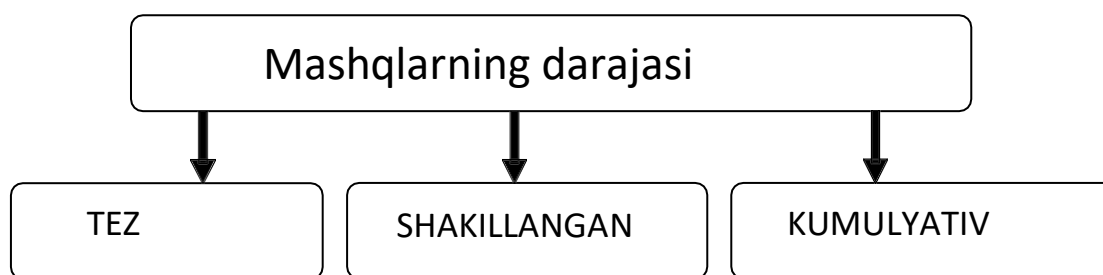 Mashqlarning darajasi
TEZ
SHAKILLANGAN
KUMULYATIV